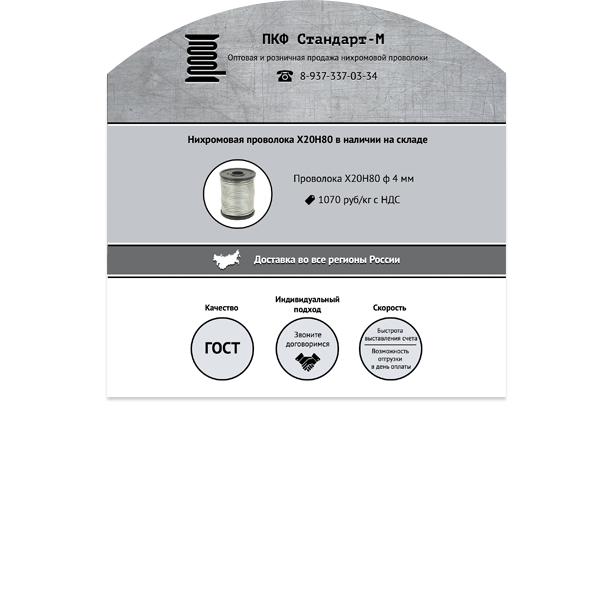 ПКФ Стандарт-М
Оптовая и розничная продажа нихромовой проволоки
8-937-337-03-34
Нихромовая проволока Х20Н80 в наличии на складе
Проволока Х20Н80 ф 4 мм
1070 руб/кг с НДС
Доставка во все регионы России
Качество
ГОСТ
Индивидуальный
подход
Звоните
договоримся
Скорость
Быстрота
выставления счета
Возможность
отгрузки
в день оплаты